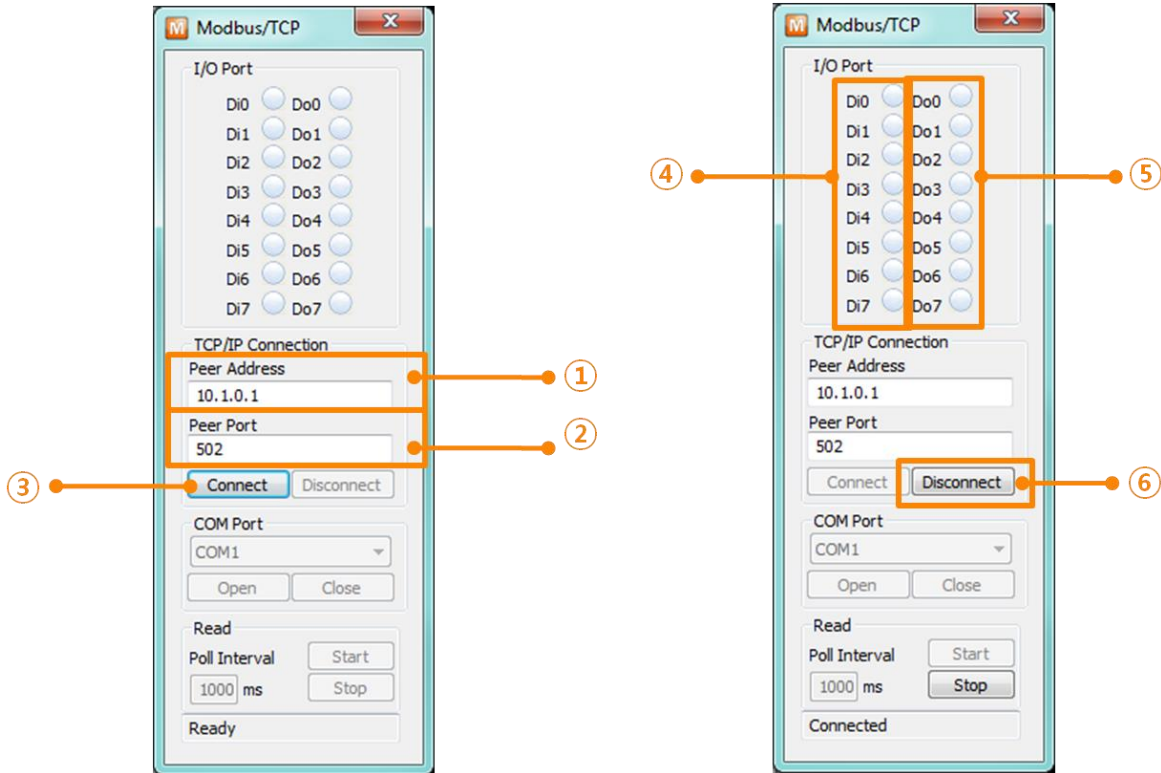 Modbus/TCP
I/O Port
Di0 Do0
Di1 Do1
Di2 Do2
Di3 Do3
Di4 Do4
Di5 Do5
Di6 Do6
Di7 Do7
TCP/IP Connection
Peer Address
10.1.0.1
①
Peer Port
502
②
③
Connect Disconnect
COM Port
COM1
Open Close
Read
Poll Interval Start
1000 ms Stop
Ready
Modbus/TCP
I/O Port
Di0 Do0
Di1 Do1
Di2 Do2
④
⑤
Di3 Do3
Di4 Do4
Di5 Do5
Di6 Do6
Di7 Do7
TCP/IP Connection
Peer Address
10.1.0.1
Peer Port
502
Connect Disconnect
⑥
COM Port
COM1
Open Close
Read
Poll Interval Start
1000 ms Stop
Connected